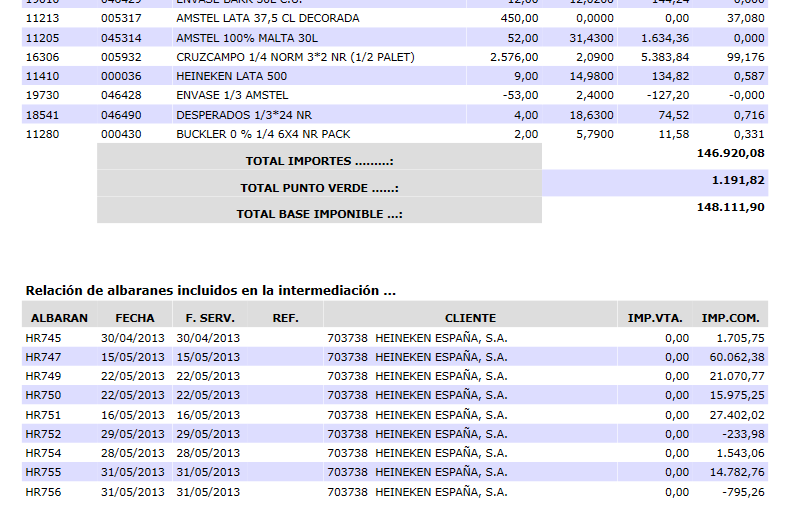 11213 005317 AMSTEL LATA 37,5 CL DECORADA 450,00 0,0000 0,00 37,080
11205 045314 AMSTEL 100% MALTA 30L 52,00 31,4300 1.634,36 0,000
16306 005932 CRUZCAMPO 1/4 NORM 3*2 NR (1/2 PALET) 2.576,00 2,0900 5.383,84 99,176
11410 000036 HEINEKEN LATA 500 9,00 14,9800 134,82 0,587
19730 046428 ENVASE 1/3 AMSTEL -53,00 2,4000 -127,20 -0,000
18541 046490 DESPERADOS 1/3*24 NR 4,00 18,6300 74,52 0,716
11280 000430 BUCKLER 0 % 1/4 6X4 NR PACK 2,00 5,7900 11,58 0,331
TOTAL IMPORTES .........: 146.920,08
TOTAL PUNTO VERDE ......: 1.191,82
TOTAL BASE IMPONIBLE ...: 148.111,90
Relación de albaranes incluidos en la intermediación ...
ALBARAN FECHA F. SERV. REF. CLIENTE IMP.VTA. IMP.COM.
HR745 30/04/2013 30/04/2013 703738 HEINEKEN ESPAÑA, S.A. 0,00 1.705,75
HR747 15/05/2013 15/05/2013 703738 HEINEKEN ESPAÑA, S.A. 0,00 60.062,38
HR749 22/05/2013 22/05/2013 703738 HEINEKEN ESPAÑA, S.A. 0,00 21.070,77
HR750 22/05/2013 22/05/2013 703738 HEINEKEN ESPAÑA, S.A. 0,00 15.975,25
HR751 16/05/2013 16/05/2013 703738 HEINEKEN ESPAÑA, S.A. 0,00 27.402,02
HR752 29/05/2013 29/05/2013 703738 HEINEKEN ESPAÑA, S.A. 0,00 -233,98
HR754 28/05/2013 28/05/2013 703738 HEINEKEN ESPAÑA, S.A. 0,00 1.543,06
HR755 31/05/2013 31/05/2013 703738 HEINEKEN ESPAÑA, S.A. 0,00 14.782,76
HR756 31/05/2013 31/05/2013 703738 HEINEKEN ESPAÑA, S.A. 0,00 -795,26